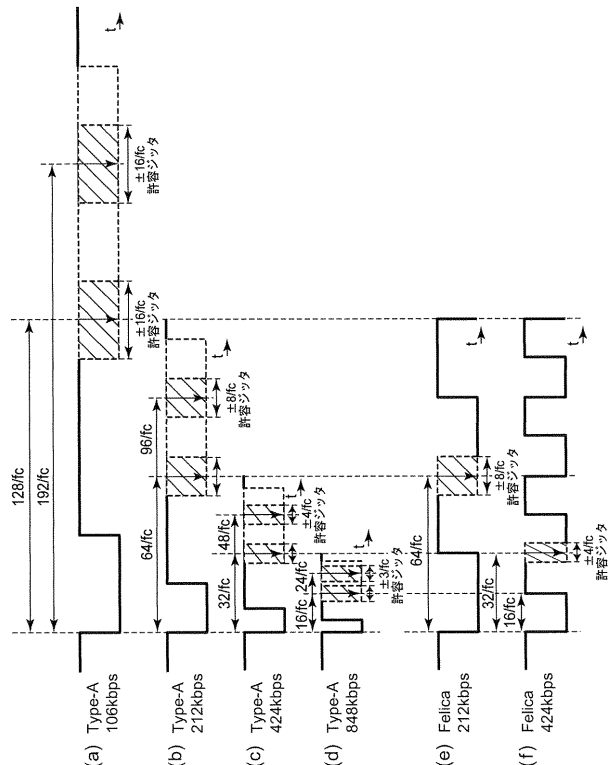 128/fc
192/fc
(a) Type-A
106kbps
±16/fc
許容ジッタ
±16/fc
許容ジッタ
t
(b) Type-A
212kbps
64/fc
96/fc
±8/fc
許容ジッタ
t
(c) Type-A
424kbps
32/fc
48/fc
±4/fc
許容ジッタ
t
(d) Type-A
848kbps
16/fc
24/fc
±3/fc
許容ジッタ
t
(e) Felica
212kbps
64/fc
±8/fc
許容ジッタ
t
(f) Felica
424kbps
32/fc
16/fc
±4/fc
許容ジッタ
t